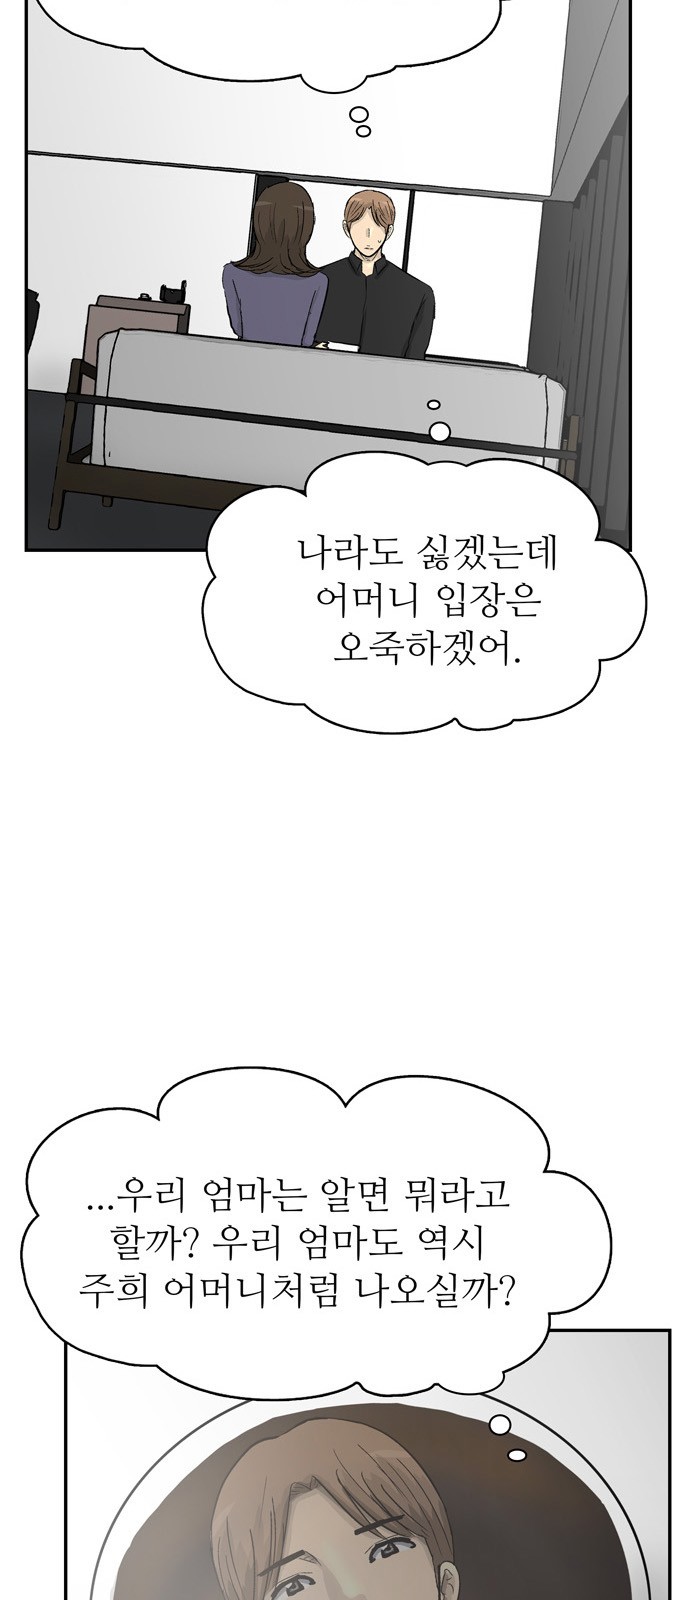 나라도 싫겠는데
어머니 입장은
오죽하겠어.
...우리 엄마는 알면 뭐라고
할까? 우리 엄마도 역시
주희 어머니처럼 나오실까?